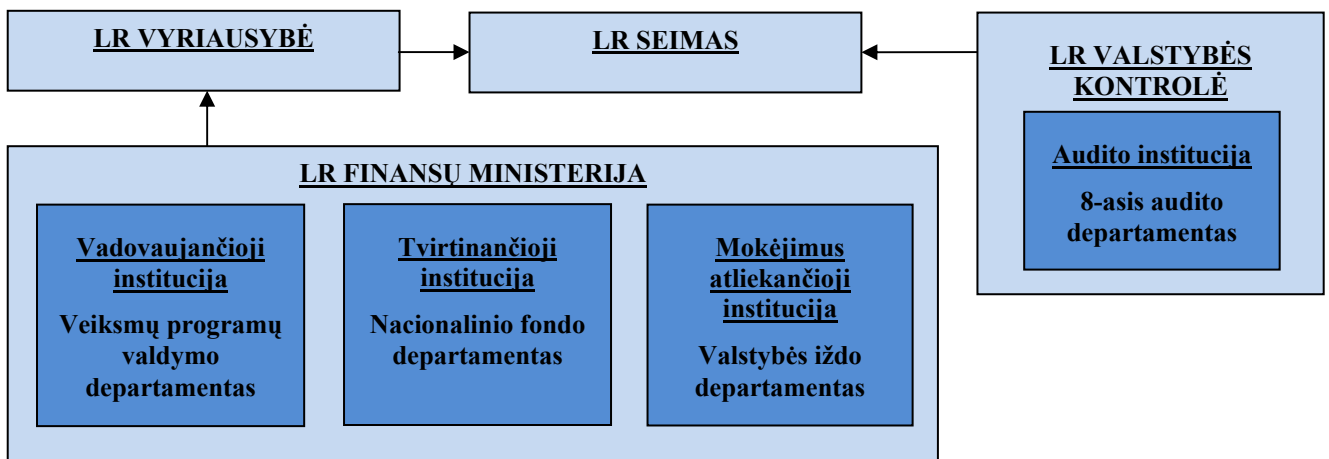 LR VYRIAUSYBĖ
LR SEIMAS
LR VALSTYBĖS
KONTROLĖ
Audito institucija
8-asis audito
departamentas
LR FINANSŲ MINISTERIJA
Vadovaujančioji
institucija
Veiksmų programų
valdymo
departamentas
Tvirtinančioji
institucija
Nacionalinio fondo
departamentas
Mokėjimus
atliekančioji
institucija
Valstybės iždo
departamentas